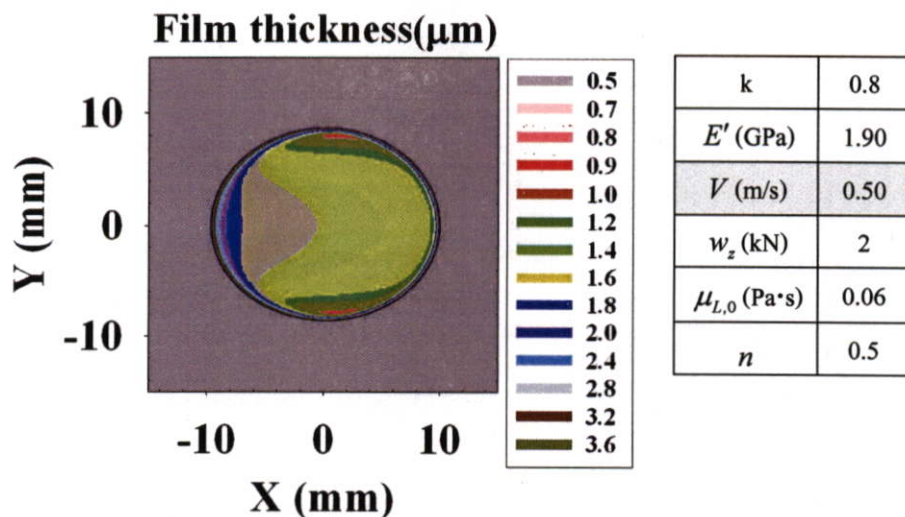 Film thickness(μm)
10
0
-10
Y (mm)
-10 0 10
X (mm)
0.5
0.7
0.8
0.9
1.0
1.2
1.4
1.6
1.8
2.0
2.4
2.8
3.2
3.6
k 0.8
E' (GPa) 1.90
V (m/s) 0.50
w_z (kN) 2
μ_L,0 (Pa·s) 0.06
n 0.5